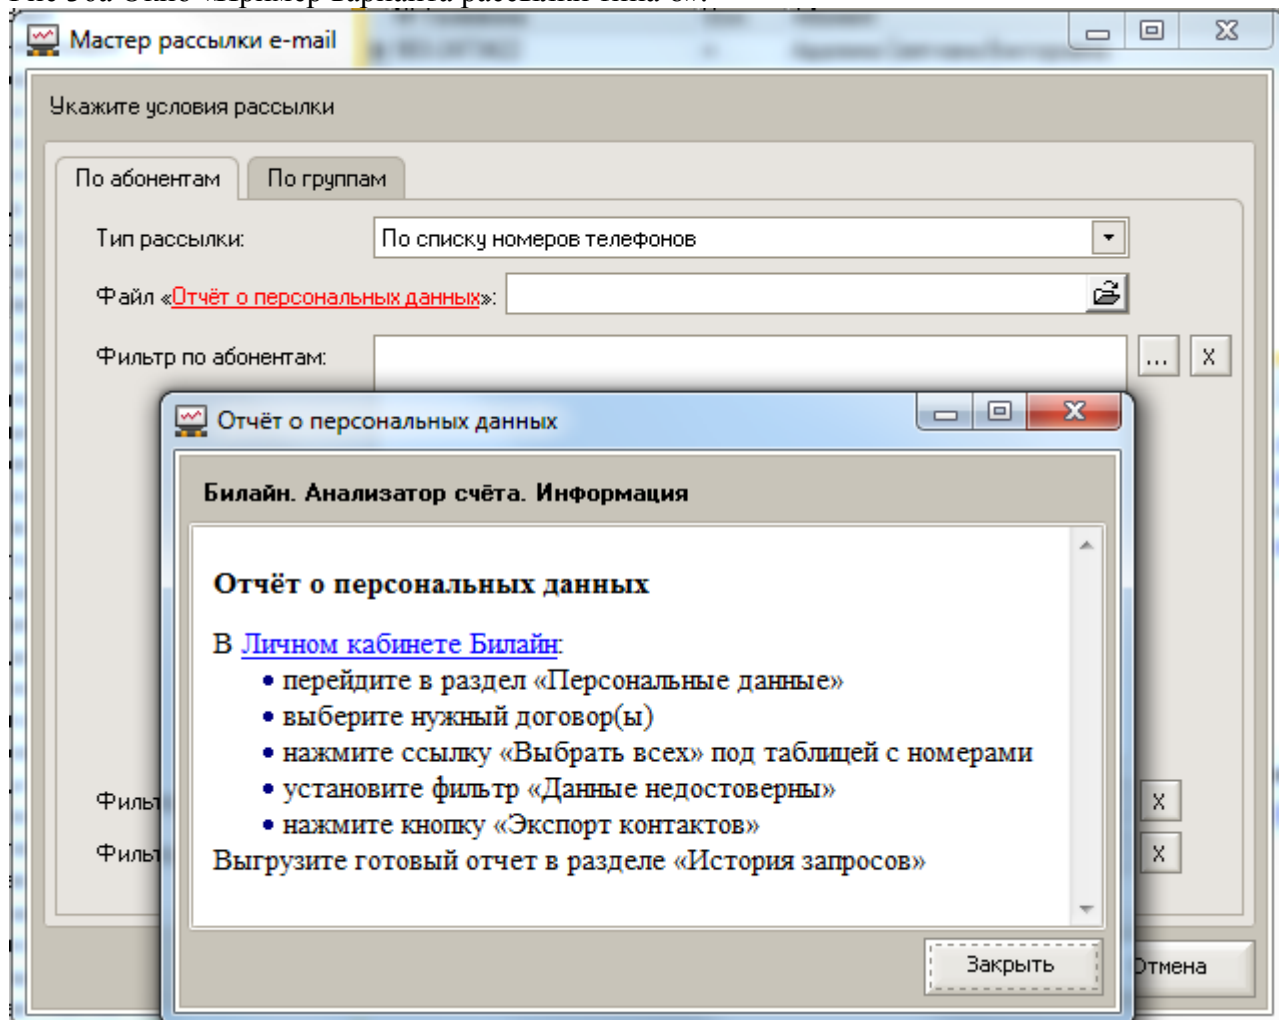 Мастер рассылки e-mail
Укажите условия рассылки
По абонентам По группам
Тип рассылки: По списку номеров телефонов
Файл «Отчёт о персональных данных»:
Фильтр по абонентам: ... X
Отчёт о персональных данных
Билайн. Анализатор счёта. Информация
Отчёт о персональных данных
В Личном кабинете Билайн:
• перейдите в раздел «Персональные данные»
• выберите нужный договор(ы)
• нажмите ссылку «Выбрать всех» под таблицей с номерами
• установите фильтр «Данные недостоверны»
• нажмите кнопку «Экспорт контактов»
Выгрузите готовый отчет в разделе «История запросов»
X
X
Закрыть
Отмена